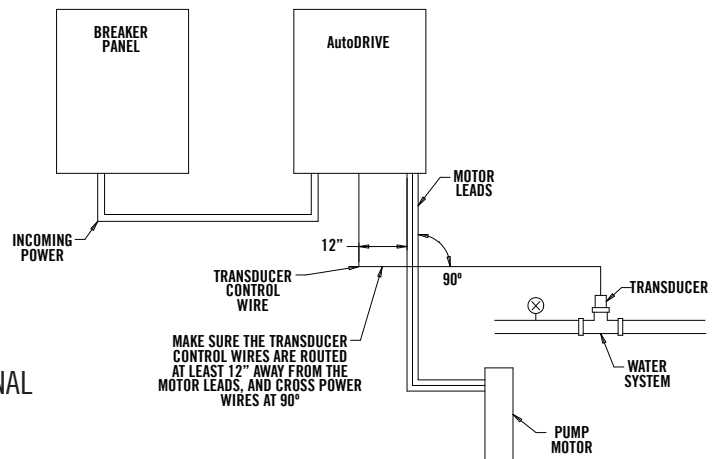 BREAKER
PANEL
AutoDRIVE
MOTOR
LEADS
INCOMING
POWER
12”
90º
TRANSDUCER
CONTROL
WIRE
TRANSDUCER
MAKE SURE THE TRANSDUCER
CONTROL WIRES ARE ROUTED
AT LEAST 12” AWAY FROM THE
MOTOR LEADS, AND CROSS POWER
WIRES AT 90º
WATER
SYSTEM
NAL
PUMP
MOTOR